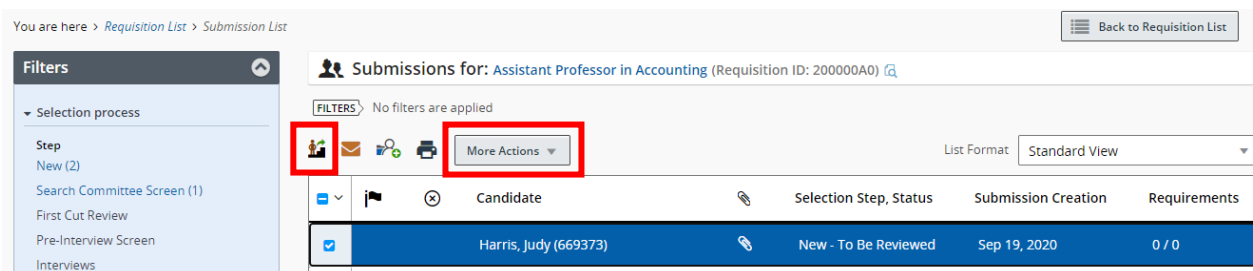 You are here > Requisition List > Submission List
Back to Requisition List
Filters
Selection process
Step
New (2)
Search Committee Screen (1)
First Cut Review
Pre-Interview Screen
Interviews
Submissions for: Assistant Professor in Accounting (Requisition ID: 200000A0)
FILTERS No filters are applied
More Actions
List Format Standard View
Candidate Selection Step, Status Submission Creation Requirements
Harris, Judy (669373) New - To Be Reviewed Sep 19, 2020 0 / 0